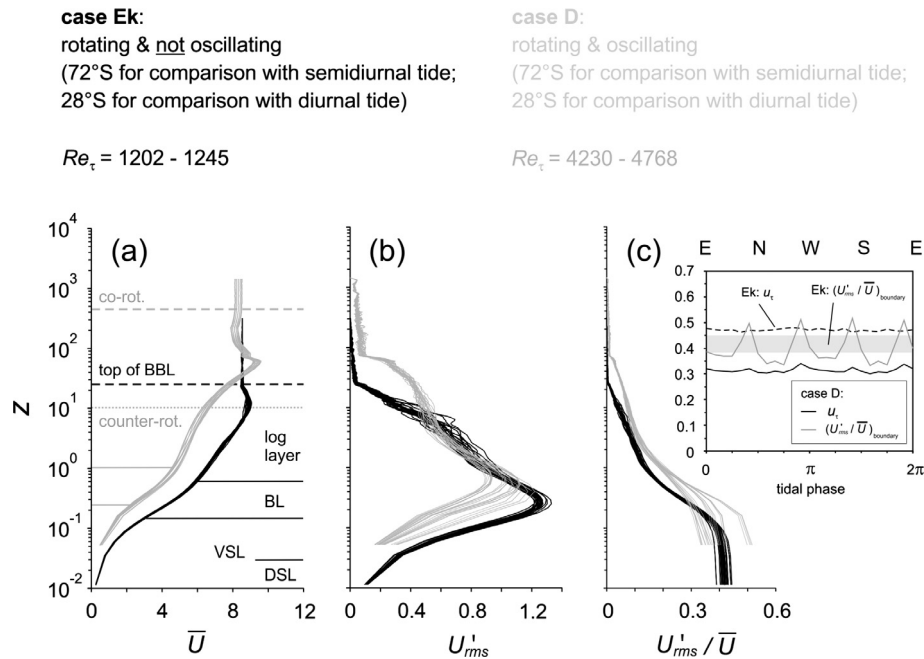 case Ek:
rotating & not oscillating
(72°S for comparison with semidiurnal tide;
28°S for comparison with diurnal tide)
Reτ = 1202 - 1245
case D:
rotating & oscillating
(72°S for comparison with semidiurnal tide;
28°S for comparison with diurnal tide)
Reτ = 4230 - 4768
z
10⁴
10³
10²
10¹
10⁰
10⁻¹
10⁻²
(a)
co-rot.
top of BBL
counter-rot.
log
layer
BL
VSL
DSL
0 4 8 12
U̅
(b)
0 0.4 0.8 1.2
U'rms
(c)
0 0.3 0.6
U'rms / U̅
E N W S E
0.7
0.6
0.5
0.4
0.3
0.2
0.1
0
Ek: uτ
Ek: (U'rms / U̅)boundary
case D:
uτ
(U'rms / U̅)boundary
0 π 2π
tidal phase